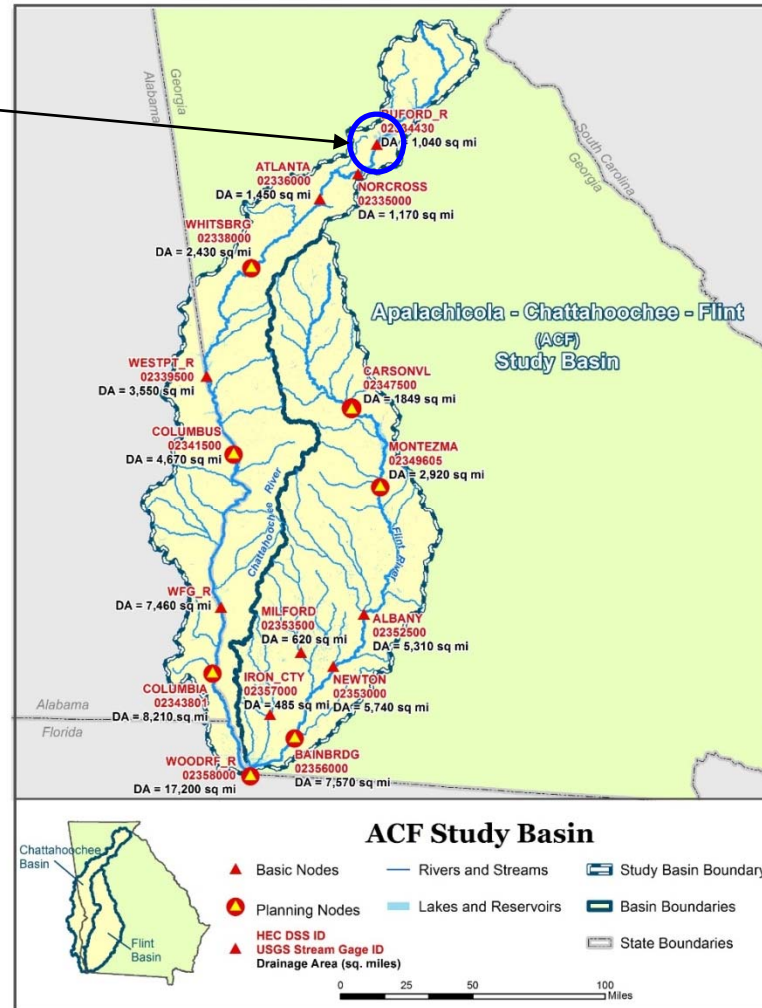 Georgia
Alabama
South Carolina
Georgia
BUFORD_R
02334430
DA = 1,040 sq mi
ATLANTA
02336000
DA = 1,450 sq mi
NORCROSS
02335000
DA = 1,170 sq mi
WHITSBRG
02338000
DA = 2,430 sq mi
Apalachicola - Chattahoochee - Flint
(ACF)
Study Basin
WESTPT_R
02339500
DA = 3,550 sq mi
CARSONVL
02347500
DA = 1849 sq mi
COLUMBUS
02341500
DA = 4,670 sq mi
MONTEZMA
02349605
DA = 2,920 sq mi
Chattahoochee River
Flint River
WFG_R
DA = 7,460 sq mi
MILFORD
02353500
DA = 620 sq mi
ALBANY
02352500
DA = 5,310 sq mi
COLUMBIA
02343801
DA = 8,210 sq mi
IRON_CTY
02357000
DA = 485 sq mi
NEWTON
02353000
DA = 5,740 sq mi
Alabama
Florida
WOODRF_R
02358000
DA = 17,200 sq mi
BAINBRDG
02356000
DA = 7,570 sq mi
ACF Study Basin
Chattahoochee
Basin
Flint
Basin
Basic Nodes
Rivers and Streams
Study Basin Boundary
Planning Nodes
Lakes and Reservoirs
Basin Boundaries
HEC DSS ID
USGS Stream Gage ID
Drainage Area (sq. miles)
State Boundaries
0 25 50 100
Miles